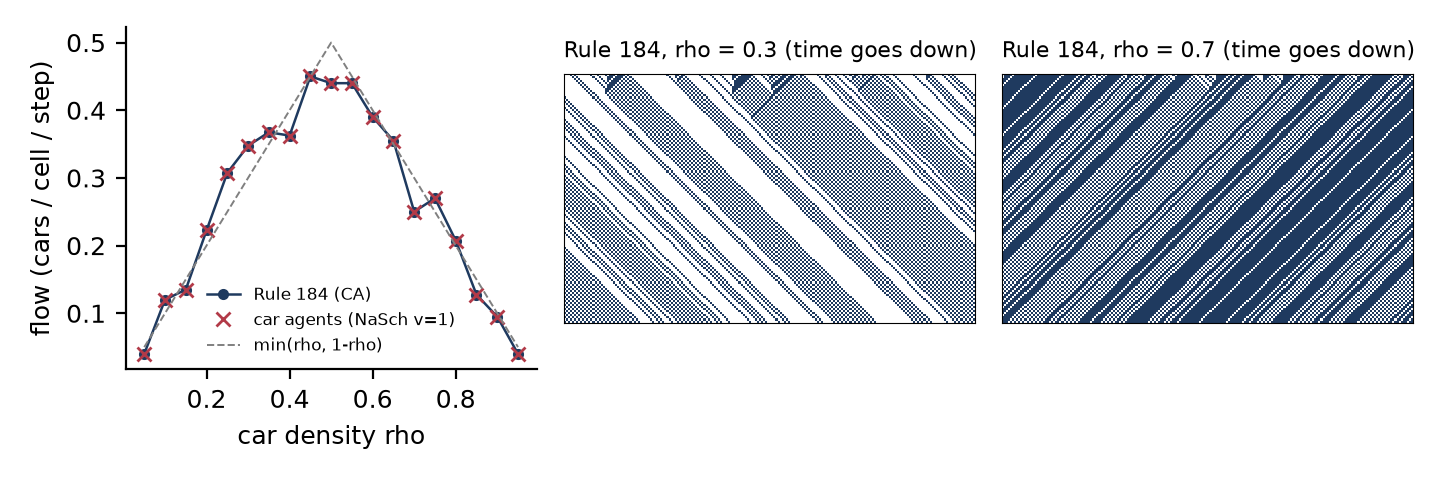 flow (cars / cell / step)
0.5
0.4
0.3
0.2
0.1
Rule 184 (CA)
car agents (NaSch v=1)
min(rho, 1-rho)
0.2 0.4 0.6 0.8
car density rho
Rule 184, rho = 0.3 (time goes down)
Rule 184, rho = 0.7 (time goes down)